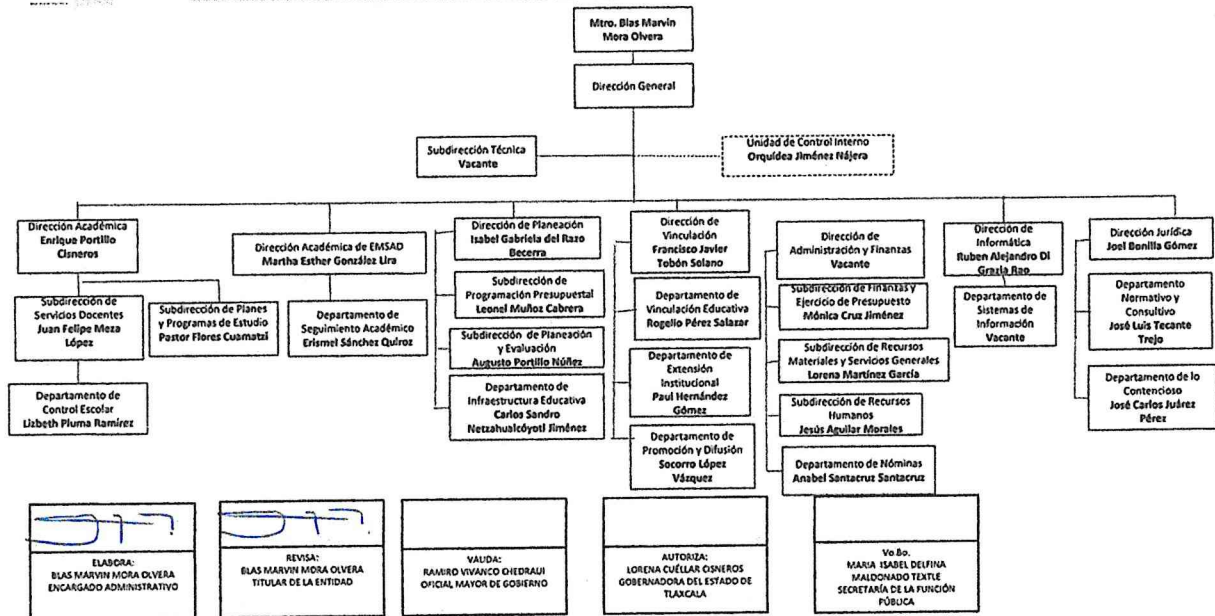 Mtro. Blas Marvin
Mora Olvera
Dirección General
Subdirección Técnica
Vacante
Unidad de Control Interno
Orquídea Jiménez Nájera
Dirección Académica
Enrique Portillo
Cisneros
Subdirección de
Servicios Docentes
Juan Felipe Meza
López
Subdirección de Planes
y Programas de Estudio
Pastor Flores Cuamatzi
Departamento de
Control Escolar
Lizbeth Pluma Ramírez
Dirección Académica de EMSAD
Martha Esther González Lira
Departamento de
Seguimiento Académico
Erismel Sánchez Quiroz
Dirección de Planeación
Isabel Gabriela del Razo
Becerra
Subdirección de
Programación Presupuestal
Leonel Muñoz Cabrera
Subdirección de Planeación
y Evaluación
Augusto Portillo Núñez
Departamento de
Infraestructura Educativa
Carlos Sandro
Netzahualcóyotl Jiménez
Dirección de
Vinculación
Francisco Javier
Tobón Solano
Departamento de
Vinculación Educativa
Rogelio Pérez Salazar
Departamento de
Extensión
Institucional
Paul Hernández
Gómez
Departamento de
Promoción y Difusión
Socorro López
Vázquez
Dirección de
Administración y Finanzas
Vacante
Subdirección de Finanzas y
Ejercicio de Presupuesto
Mónica Cruz Jiménez
Subdirección de Recursos
Materiales y Servicios Generales
Lorena Martínez García
Subdirección de Recursos
Humanos
Jesús Aguilar Morales
Departamento de Nóminas
Anabel Santacruz Santacruz
Dirección de
Informática
Ruben Alejandro Di
Grazia Rao
Departamento de
Sistemas de
Información
Vacante
Dirección Jurídica
Joel Bonilla Gómez
Departamento
Normativo y
Consultivo
José Luis Tecante
Trejo
Departamento de lo
Contencioso
José Carlos Juárez
Pérez
ELABORA:
BLAS MARVIN MORA OLVERA
ENCARGADO ADMINISTRATIVO
REVISA:
BLAS MARVIN MORA OLVERA
TITULAR DE LA ENTIDAD
VALIDA:
RAMIRO VIVANCO CHEDRAUI
OFICIAL MAYOR DE GOBIERNO
AUTORIZA:
LORENA CUÉLLAR CISNEROS
GOBERNADORA DEL ESTADO DE
TLAXCALA
Vo Bo.
MARIA ISABEL DELFINA
MALDONADO TEXTLE
SECRETARÍA DE LA FUNCIÓN
PÚBLICA